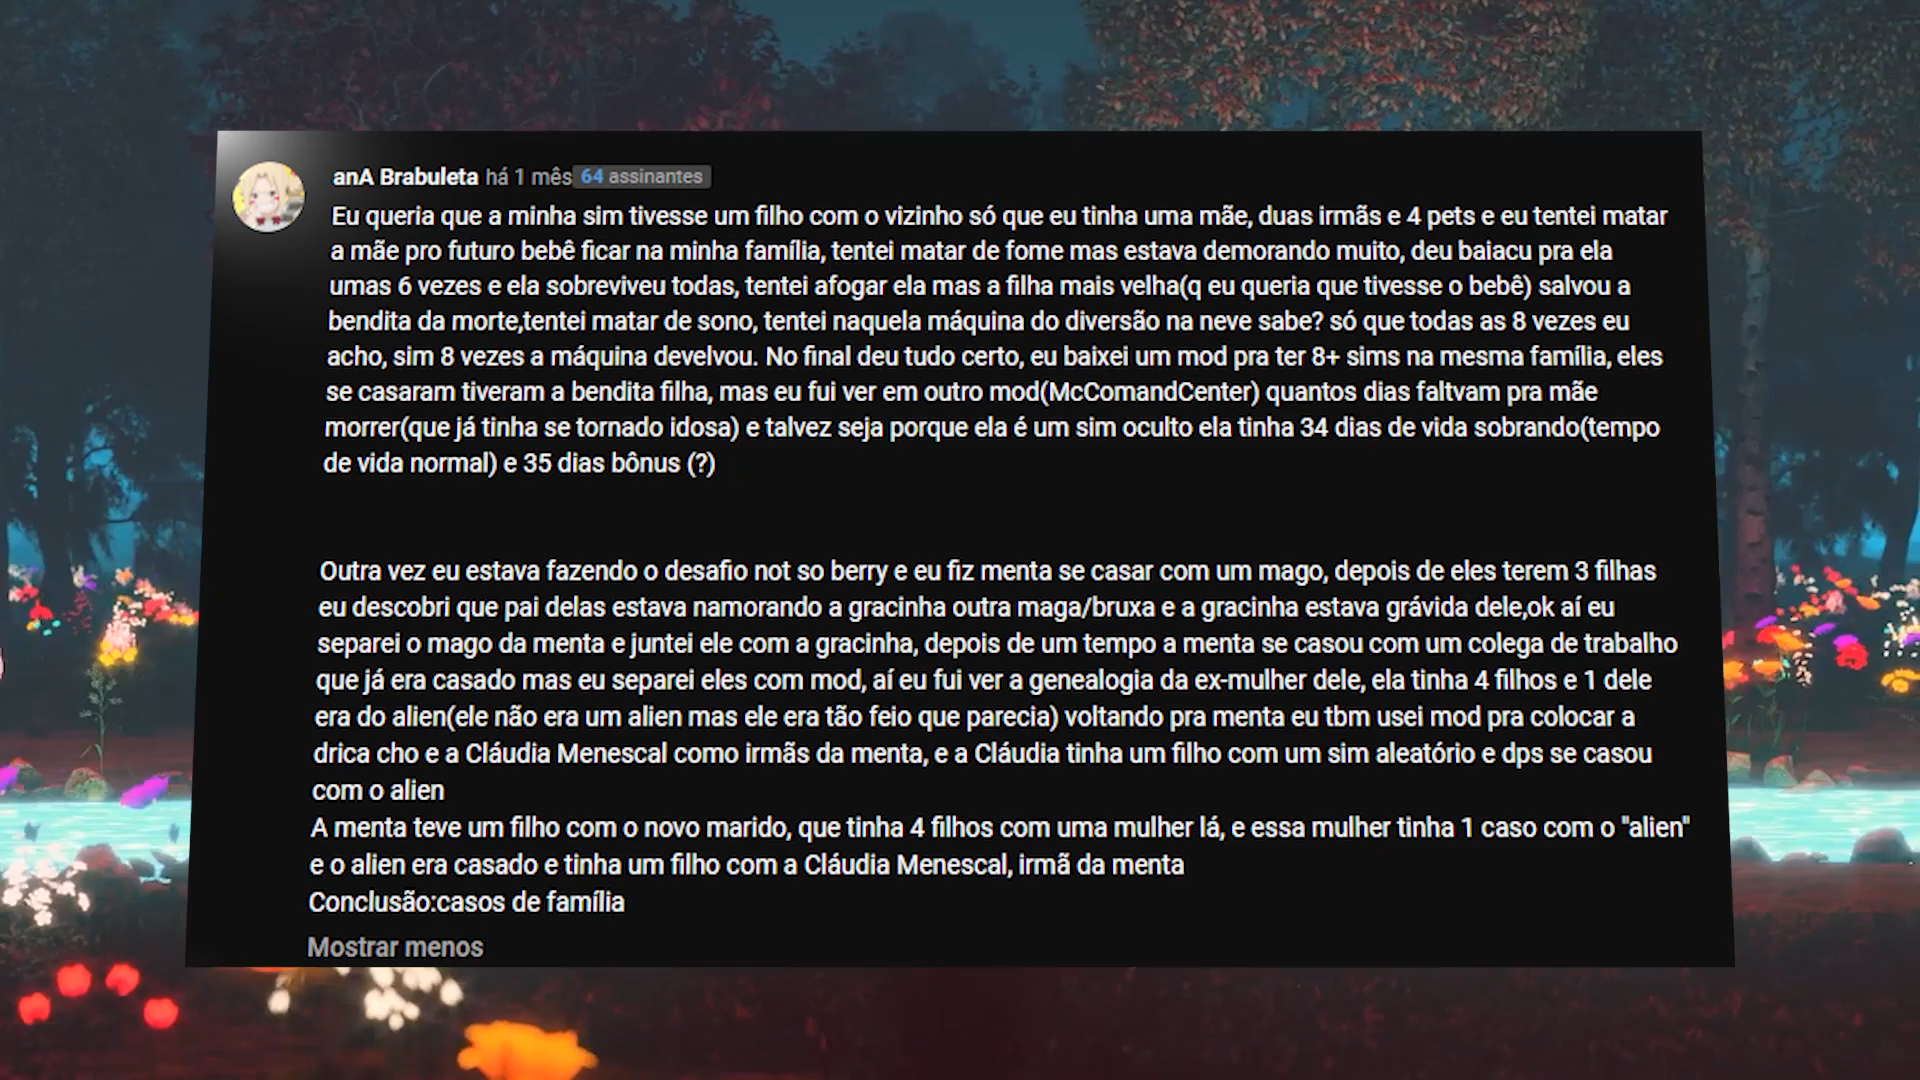 anA Brabuleta há 1 mês 64 assinantes
Eu queria que a minha sim tivesse um filho com o vizinho só que eu tinha uma mãe, duas irmãs e 4 pets e eu tentei matar
a mãe pro futuro bebê ficar na minha família, tentei matar de fome mas estava demorando muito, deu baiacu pra ela
umas 6 vezes e ela sobreviveu todas, tentei afogar ela mas a filha mais velha(q eu queria que tivesse o bebê) salvou a
bendita da morte,tentei matar de sono, tentei naquela máquina do diversão na neve sabe? só que todas as 8 vezes eu
acho, sim 8 vezes a máquina develvou. No final deu tudo certo, eu baixei um mod pra ter 8+ sims na mesma família, eles
se casaram tiveram a bendita filha, mas eu fui ver em outro mod(McComandCenter) quantos dias faltvam pra mãe
morrer(que já tinha se tornado idosa) e talvez seja porque ela é um sim oculto ela tinha 34 dias de vida sobrando(tempo
de vida normal) e 35 dias bônus (?)
Outra vez eu estava fazendo o desafio not so berry e eu fiz menta se casar com um mago, depois de eles terem 3 filhas
eu descobri que pai delas estava namorando a gracinha outra maga/bruxa e a gracinha estava grávida dele,ok aí eu
separei o mago da menta e juntei ele com a gracinha, depois de um tempo a menta se casou com um colega de trabalho
que já era casado mas eu separei eles com mod, aí eu fui ver a genealogia da ex-mulher dele, ela tinha 4 filhos e 1 dele
era do alien(ele não era um alien mas ele era tão feio que parecia) voltando pra menta eu tbm usei mod pra colocar a
drica cho e a Cláudia Menescal como irmãs da menta, e a Cláudia tinha um filho com um sim aleatório e dps se casou
com o alien
A menta teve um filho com o novo marido, que tinha 4 filhos com uma mulher lá, e essa mulher tinha 1 caso com o "alien"
e o alien era casado e tinha um filho com a Cláudia Menescal, irmã da menta
Conclusão:casos de família
Mostrar menos